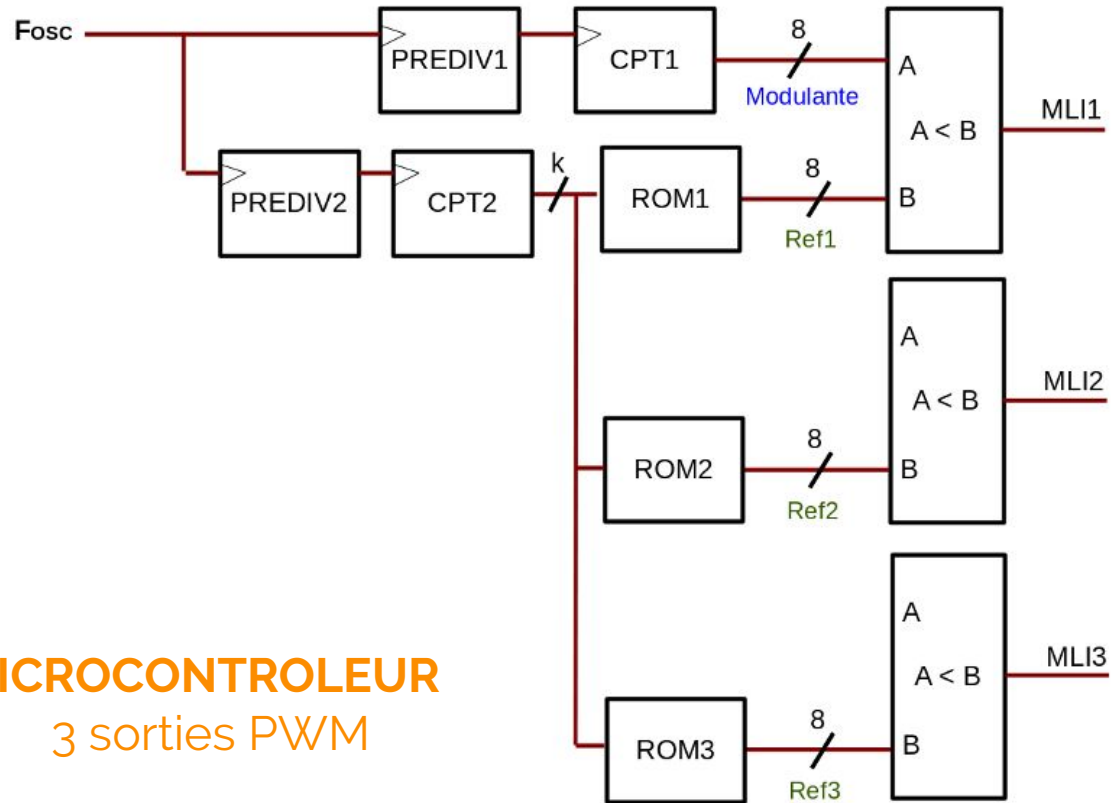 Fosc
PREDIV1
CPT1
8
Modulante
A
A < B
B
MLI1
PREDIV2
CPT2
k
ROM1
8
Ref1
A
A < B
B
MLI2
ROM2
8
Ref2
A
A < B
B
MLI3
ROM3
8
Ref3
ICROCONTROLEUR
3 sorties PWM